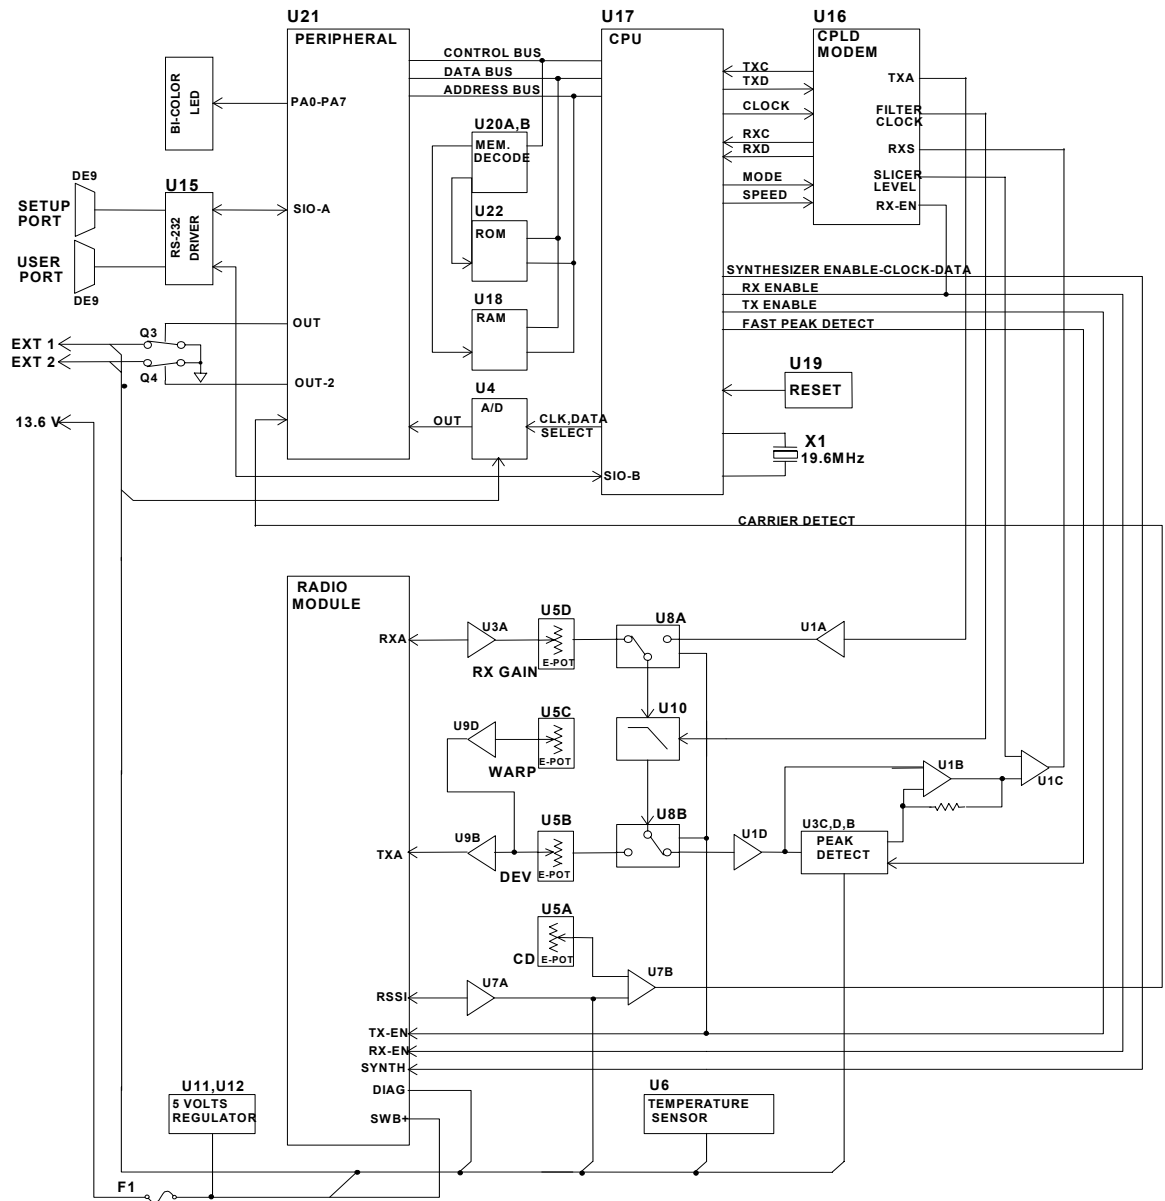 U21
U17
U16
PERIPHERAL
CPU
CPLD
MODEM
CONTROL BUS
DATA BUS
ADDRESS BUS
TXC
TXD
CLOCK
RXC
RXD
MODE
SPEED
TXA
FILTER
CLOCK
RXS
SLICER
LEVEL
RX-EN
BI-COLOR
LED
PA0-PA7
U20A,B
MEM.
DECODE
U22
ROM
U18
RAM
DE9
U15
SETUP
PORT
RS-232
DRIVER
SIO-A
USER
PORT
DE9
SYNTHESIZER ENABLE-CLOCK-DATA
RX ENABLE
TX ENABLE
FAST PEAK DETECT
Q3
OUT
EXT 1
EXT 2
Q4
OUT-2
U4
A/D
OUT
CLK,DATA
SELECT
U19
RESET
13.6 V
X1
19.6MHz
SIO-B
CARRIER DETECT
RADIO
MODULE
RXA
U3A
U5D
E-POT
RX GAIN
U8A
U1A
U9D
U5C
E-POT
WARP
U10
U1B
U1C
TXA
U9B
U5B
E-POT
DEV
U8B
U1D
U3C,D,B
PEAK
DETECT
U5A
CD
E-POT
RSSI
U7A
U7B
TX-EN
RX-EN
SYNTH
DIAG
SWB+
U11,U12
5 VOLTS
REGULATOR
U6
TEMPERATURE
SENSOR
F1